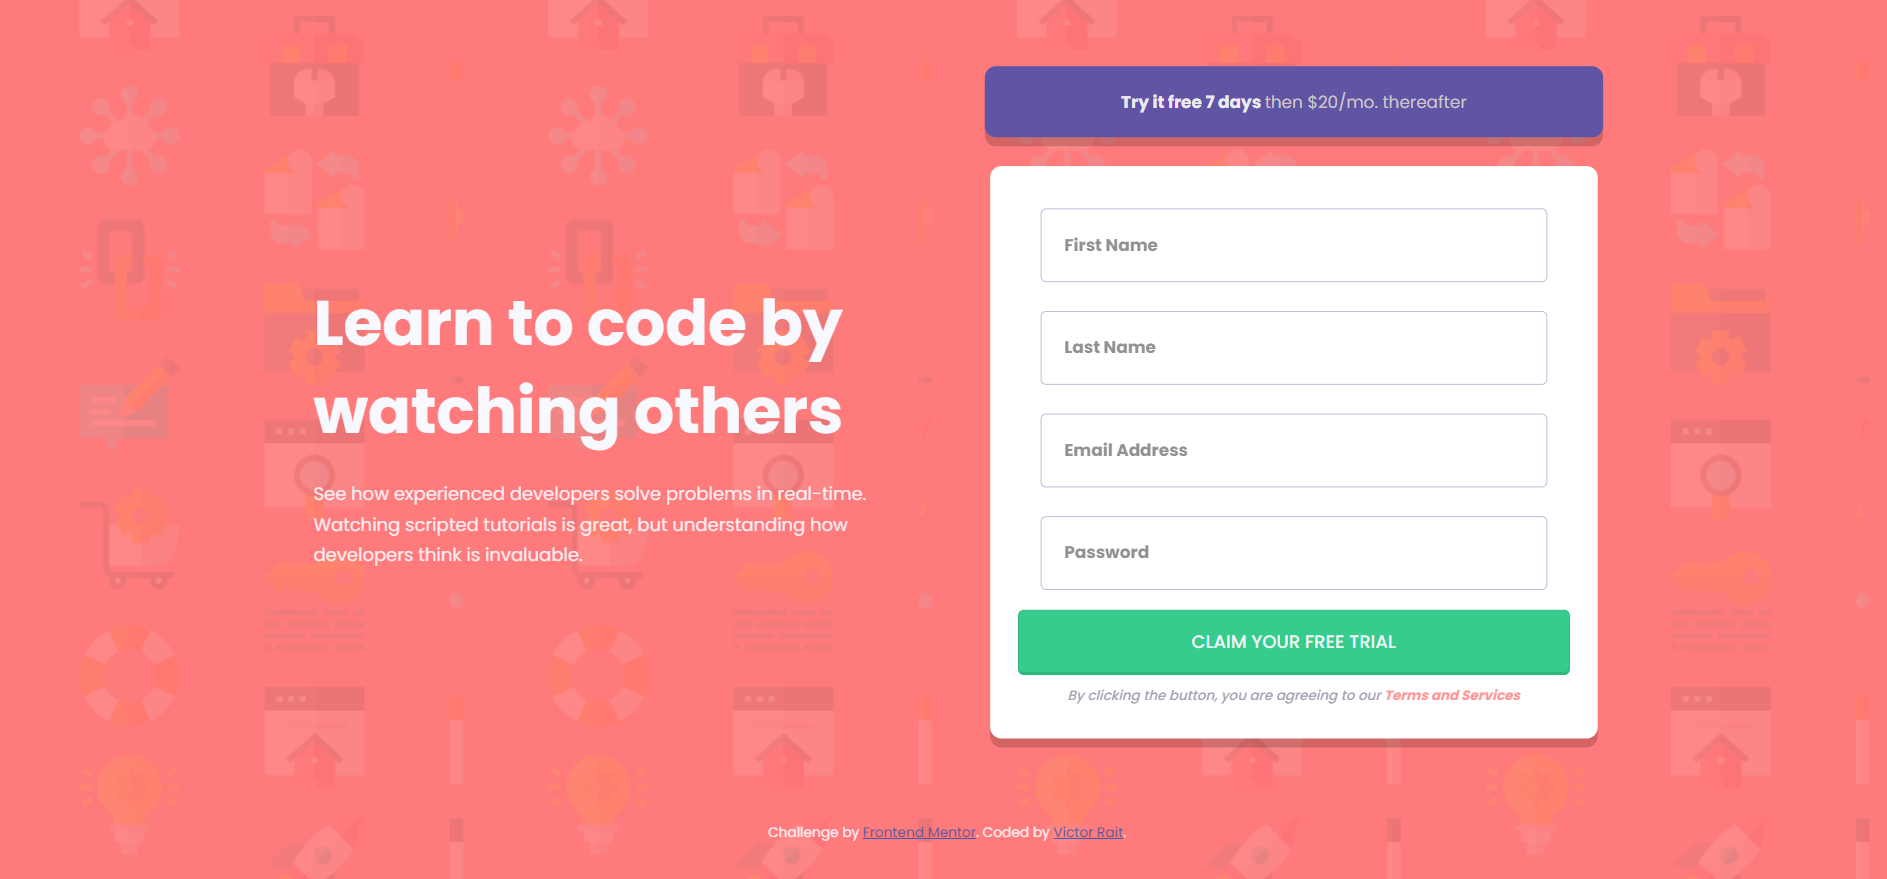 Learn to code by
watching others
See how experienced developers solve problems in real-time.
Watching scripted tutorials is great, but understanding how
developers think is invaluable.
Try it free 7 days then $20/mo. thereafter
First Name
Last Name
Email Address
Password
CLAIM YOUR FREE TRIAL
By clicking the button, you are agreeing to our Terms and Services
Challenge by Frontend Mentor. Coded by Victor Rait.